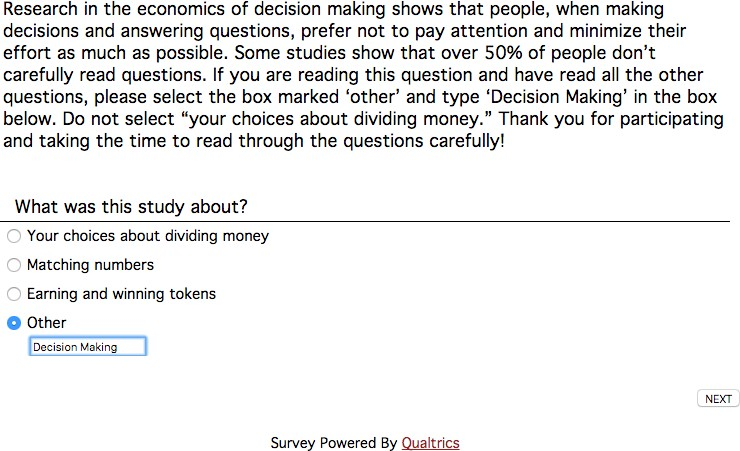 Research in the economics of decision making shows that people, when making
decisions and answering questions, prefer not to pay attention and minimize their
effort as much as possible. Some studies show that over 50% of people don’t
carefully read questions. If you are reading this question and have read all the other
questions, please select the box marked ‘other’ and type ‘Decision Making’ in the box
below. Do not select “your choices about dividing money.” Thank you for participating
and taking the time to read through the questions carefully!
What was this study about?
Your choices about dividing money
Matching numbers
Earning and winning tokens
Other
Decision Making
NEXT
Survey Powered By Qualtrics